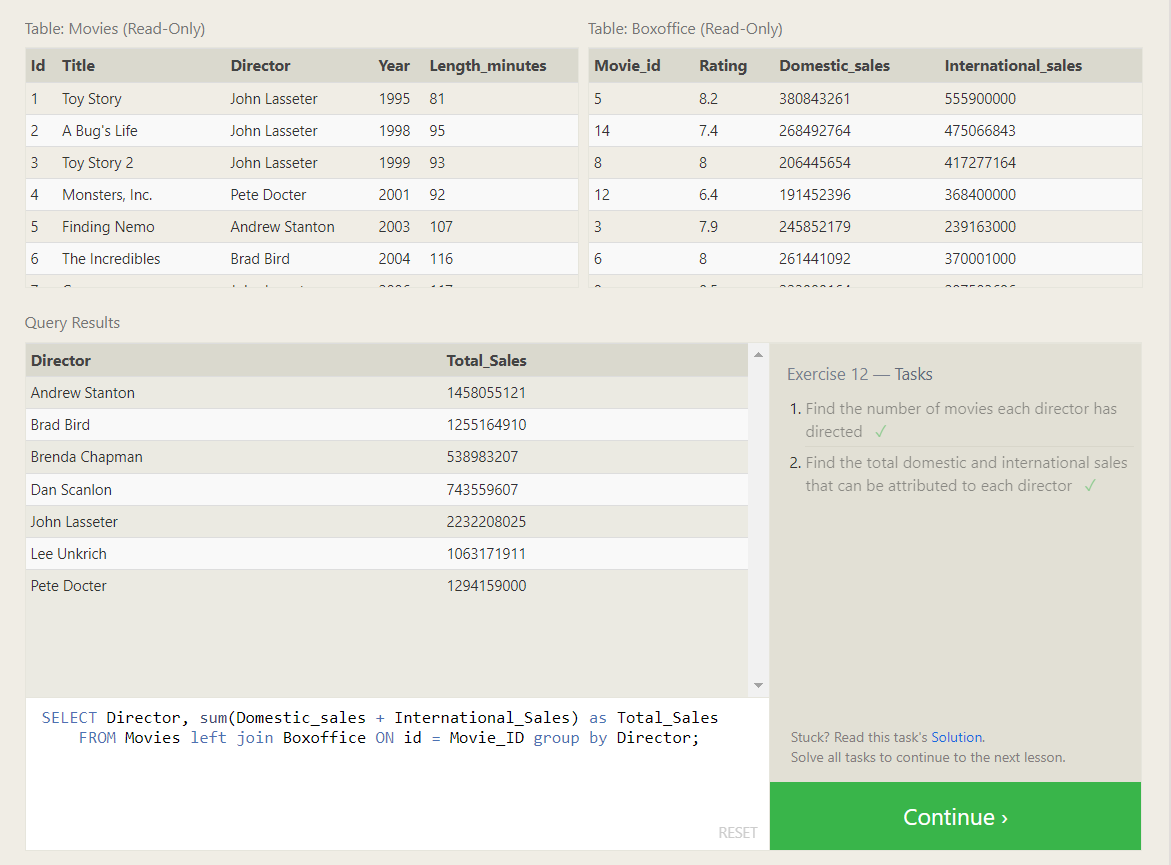 Table: Movies (Read-Only)
Id Title Director Year Length_minutes
1 Toy Story John Lasseter 1995 81
2 A Bug's Life John Lasseter 1998 95
3 Toy Story 2 John Lasseter 1999 93
4 Monsters, Inc. Pete Docter 2001 92
5 Finding Nemo Andrew Stanton 2003 107
6 The Incredibles Brad Bird 2004 116
Table: Boxoffice (Read-Only)
Movie_id Rating Domestic_sales International_sales
5 8.2 380843261 555900000
14 7.4 268492764 475066843
8 8 206445654 417277164
12 6.4 191452396 368400000
3 7.9 245852179 239163000
6 8 261441092 370001000
Query Results
Director Total_Sales
Andrew Stanton 1458055121
Brad Bird 1255164910
Brenda Chapman 538983207
Dan Scanlon 743559607
John Lasseter 2232208025
Lee Unkrich 1063171911
Pete Docter 1294159000
SELECT Director, sum(Domestic_sales + International_Sales) as Total_Sales
FROM Movies left join Boxoffice ON id = Movie_ID group by Director;
RESET
Exercise 12 — Tasks
1. Find the number of movies each director has
directed ✓
2. Find the total domestic and international sales
that can be attributed to each director ✓
Stuck? Read this task's Solution.
Solve all tasks to continue to the next lesson.
Continue ›